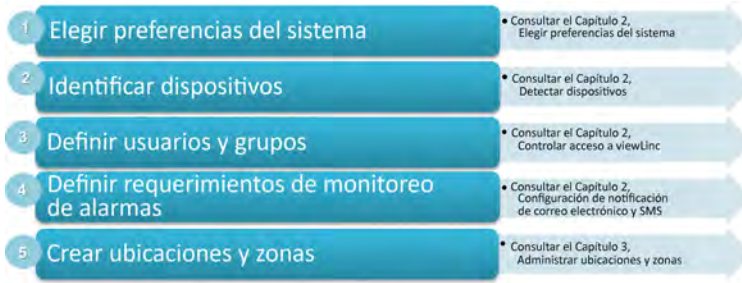 1 Elegir preferencias del sistema
• Consultar el Capítulo 2,
Elegir preferencias del sistema
2 Identificar dispositivos
• Consultar el Capítulo 2,
Detectar dispositivos
3 Definir usuarios y grupos
• Consultar el Capítulo 2,
Controlar acceso a viewLinc
4 Definir requerimientos de monitoreo
de alarmas
• Consultar el Capítulo 2,
Configuración de notificación
de correo electrónico y SMS
5 Crear ubicaciones y zonas
• Consultar el Capítulo 3,
Administrar ubicaciones y zonas